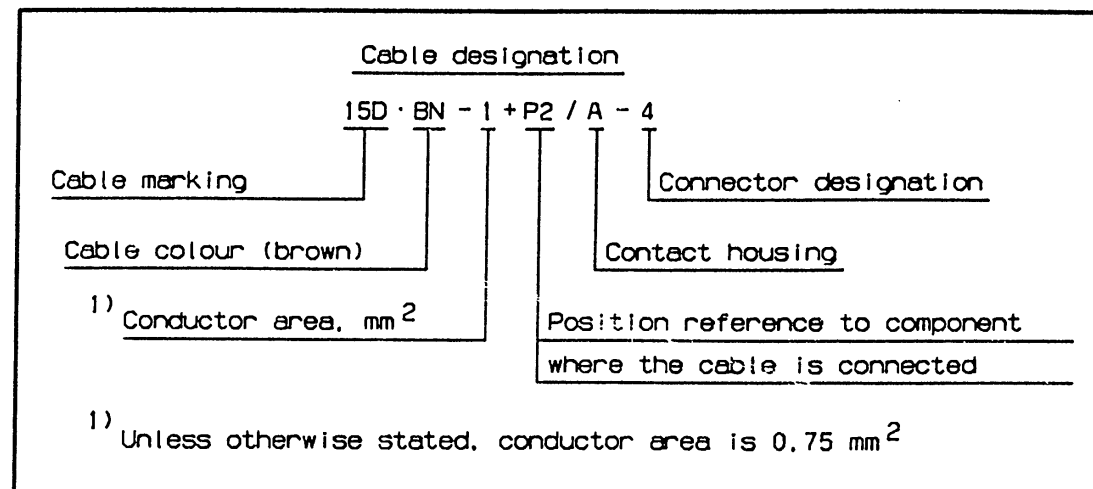 Cable designation
15D · BN - 1 + P2 / A - 4
Cable marking
Connector designation
Cable colour (brown)
Contact housing
1) Conductor area, mm²
Position reference to component
where the cable is connected
1) Unless otherwise stated, conductor area is 0,75 mm²